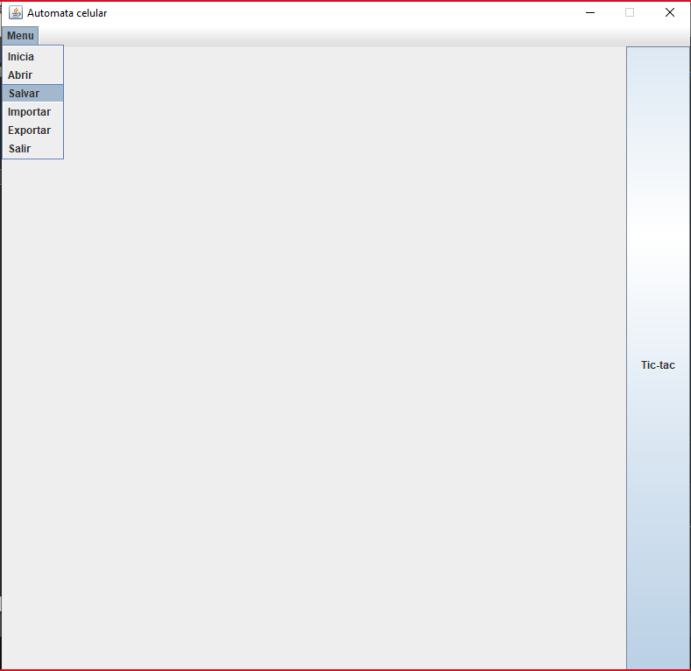 Automata celular
Menu
Inicia
Abrir
Salvar
Importar
Exportar
Salir
Tic-tac